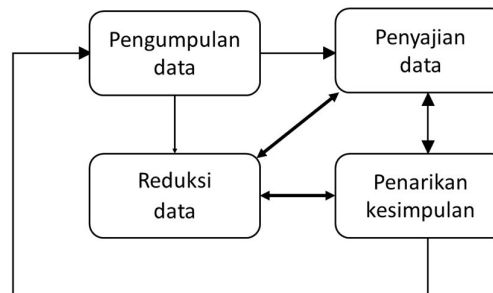 Pengumpulan
data
Penyajian
data
Reduksi
data
Penarikan
kesimpulan